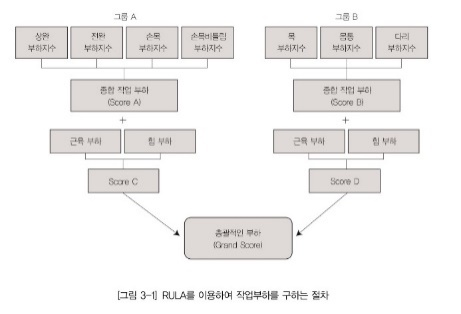 그룹 A
그룹 B
상완
부하지수
전완
부하지수
손목
부하지수
손목비틀림
부하지수
목
부하지수
몸통
부하지수
다리
부하지수
종합 작업 부하
(Score A)
종합 작업 부하
(Score B)
+
+
근육 부하
힘 부하
근육 부하
힘 부하
Score C
Score D
총괄적인 부하
(Grand Score)
[그림 3-1] RULA를 이용하여 작업부하를 구하는 절차